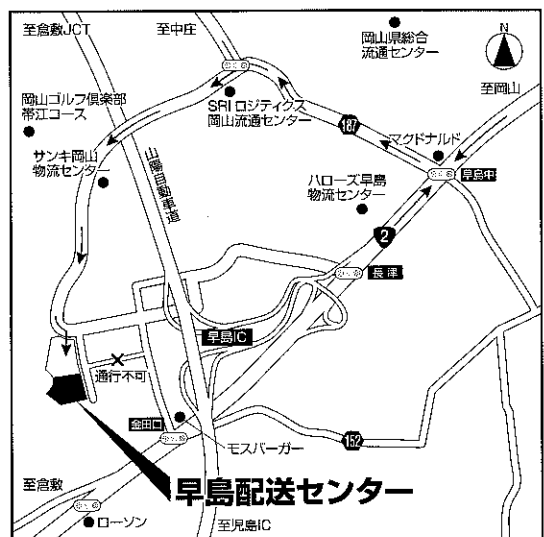 至倉敷JCT
至中庄
岡山県総合
流通センター
N
至岡山
岡山ゴルフ倶楽部
帯江コース
SRIロジティクス
岡山流通センター
187
マクドナルド
早島中
サンキ岡山
物流センター
山陽自動車道
ハローズ早島
物流センター
2
長津
早島IC
通行不可
金田口
モスバーガー
152
至倉敷
早島配送センター
ローソン
至児島IC